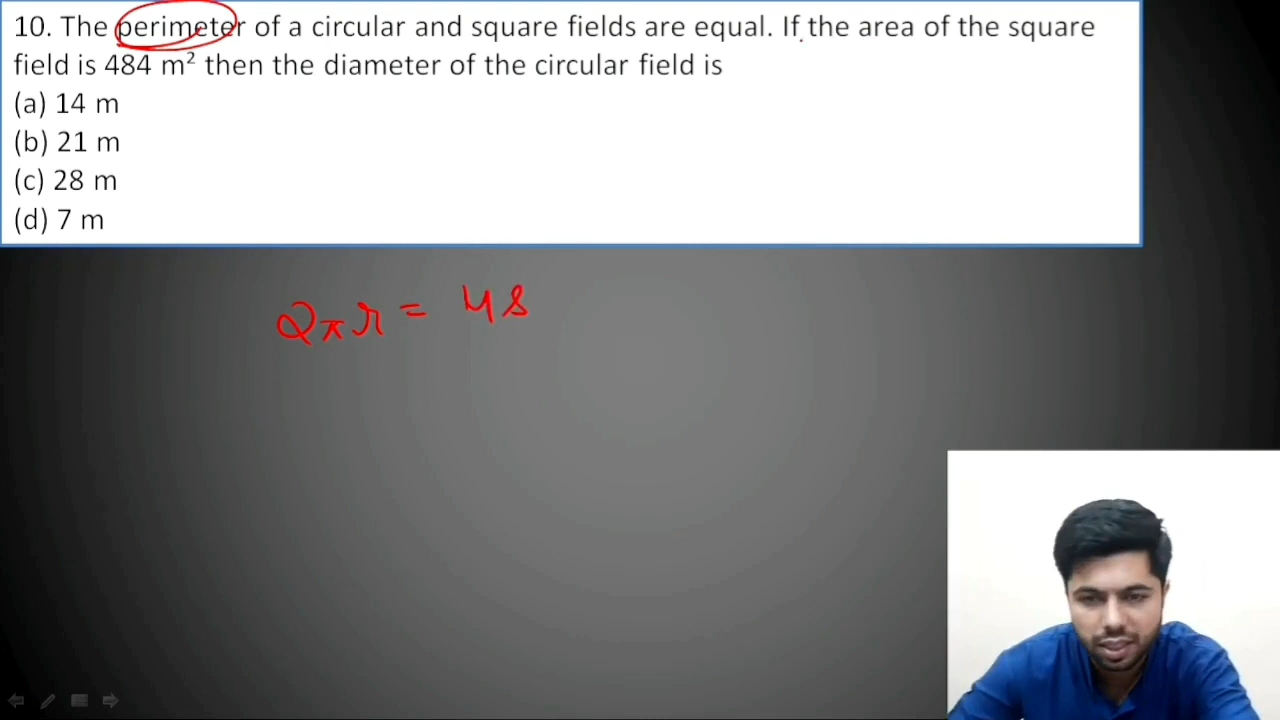 10. The perimeter of a circular and square fields are equal. If the area of the square
field is 484 m² then the diameter of the circular field is
(a) 14 m
(b) 21 m
(c) 28 m
(d) 7 m
2πr = 4s